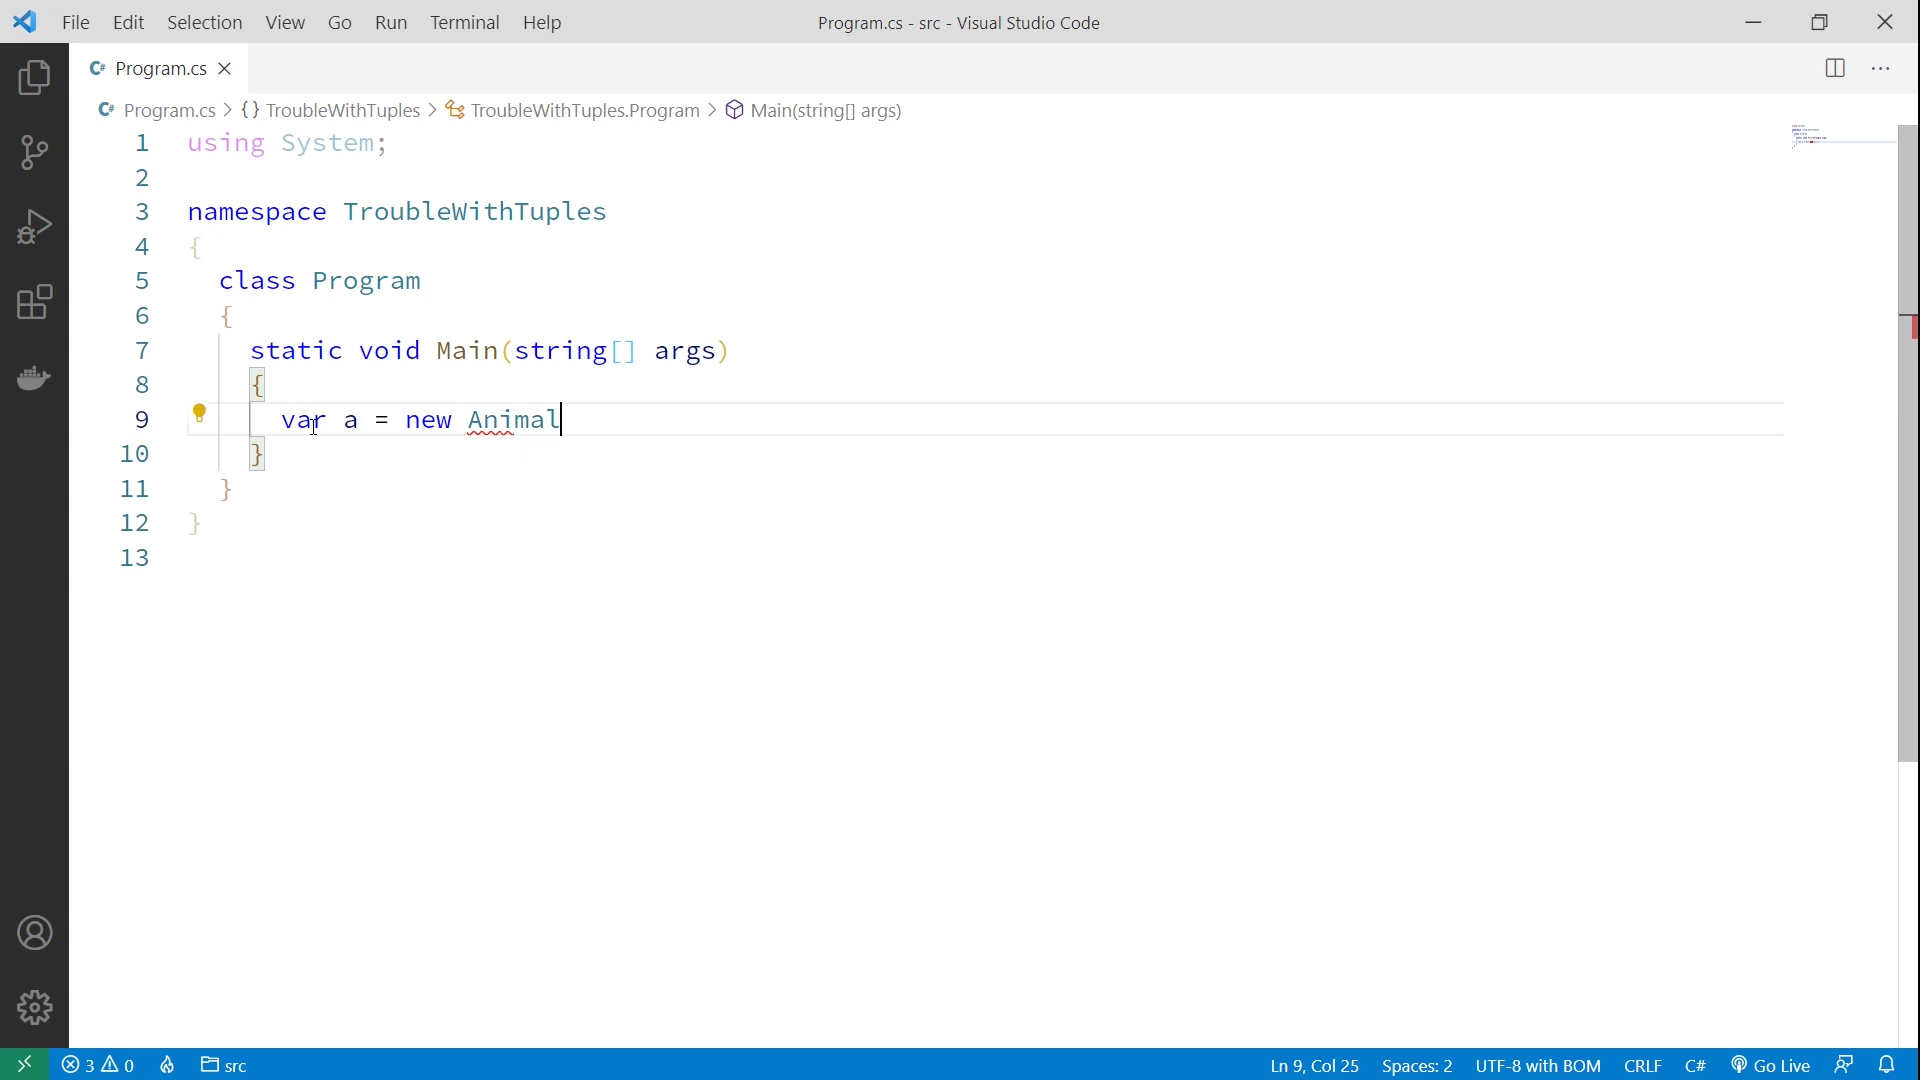 File Edit Selection View Go Run Terminal Help Program.cs - src - Visual Studio Code
C# Program.cs
C# Program.cs > {} TroubleWithTuples > TroubleWithTuples.Program > Main(string[] args)
1 using System;
2
3 namespace TroubleWithTuples
4 {
5 class Program
6 {
7 static void Main(string[] args)
8 {
9 var a = new Animal
10 }
11 }
12 }
13
3 0 src Ln 9, Col 25 Spaces: 2 UTF-8 with BOM CRLF C# Go Live